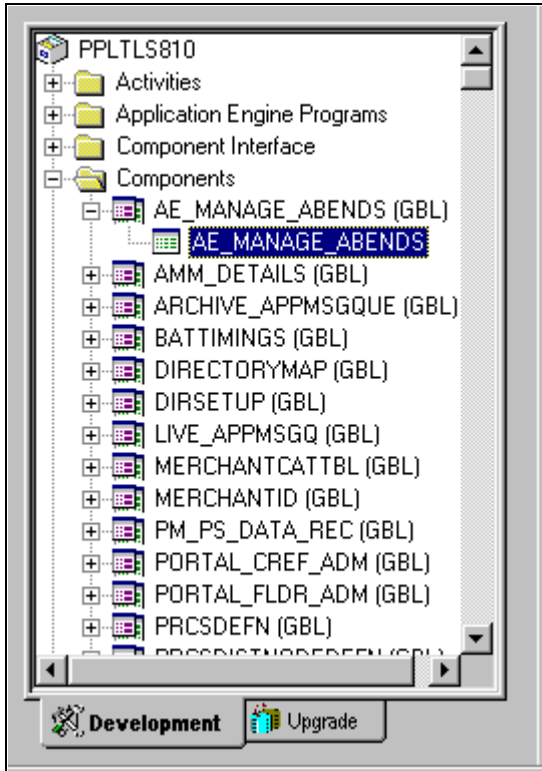 PPLTLS810
Activities
Application Engine Programs
Component Interface
Components
AE_MANAGE_ABENDS (GBL)
AE_MANAGE_ABENDS
AMM_DETAILS (GBL)
ARCHIVE_APPMSGQUE (GBL)
BATTIMINGS (GBL)
DIRECTORYMAP (GBL)
DIRSETUP (GBL)
LIVE_APPMSGQ (GBL)
MERCHANTCATTBL (GBL)
MERCHANTID (GBL)
PM_PS_DATA_REC (GBL)
PORTAL_CREF_ADM (GBL)
PORTAL_FLDR_ADM (GBL)
PRCSDEFN (GBL)
Development Upgrade